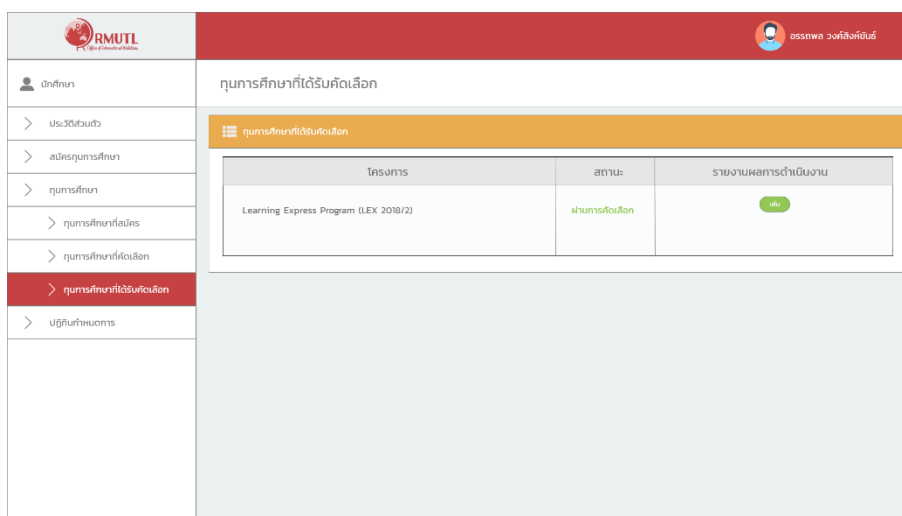 RMUTL
Office of International Relations
อรรถพล วงศ์สิงห์ขันธ์
นักศึกษา
ทุนการศึกษาที่ได้รับคัดเลือก
ประวัติส่วนตัว
สมัครทุนการศึกษา
ทุนการศึกษา
ทุนการศึกษาที่สมัคร
ทุนการศึกษาที่คัดเลือก
ทุนการศึกษาที่ได้รับคัดเลือก
ปฏิทินกำหนดการ
ทุนการศึกษาที่ได้รับคัดเลือก
โครงการ สถานะ รายงานผลการดำเนินงาน
Learning Express Program (LEX 2018/2) ผ่านการคัดเลือก เพิ่ม